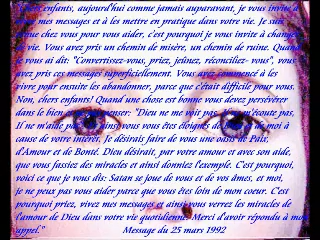 "Chers enfants, aujourd'hui comme jamais auparavant, je vous invite à
vivre mes messages et à les mettre en pratique dans votre vie. Je suis
venue chez vous pour vous aider, c'est pourquoi je vous invite à changer
de vie. Vous avez pris un chemin de misère, un chemin de ruine. Quand
je vous ai dit: "Convertissez-vous, priez, jeûnez, réconciliez- vous", vous
avez pris ces messages superficiellement. Vous avez commencé à les
vivre pour ensuite les abandonner, parce que c'était difficile pour vous.
Non, chers enfants! Quand une chose est bonne vous devez persévérer
dans le bien et ne pas penser: "Dieu ne me voit pas, Il ne m'écoute pas,
Il ne m'aide pas." Ainsi vous vous êtes éloignés de Dieu et de moi à
cause de votre intérêt. Je désirais faire de vous une oasis de Paix,
d'Amour et de Bonté. Dieu désirait, par votre amour et avec son aide,
que vous fassiez des miracles et ainsi donniez l'exemple. C'est pourquoi,
voici ce que je vous dis: Satan se joue de vous et de vos âmes, et moi,
je ne peux pas vous aider parce que vous êtes loin de mon coeur. C'est
pourquoi priez, vivez mes messages et ainsi vous verrez les miracles de
l'amour de Dieu dans votre vie quotidienne. Merci d'avoir répondu à mon
appel." Message du 25 mars 1992